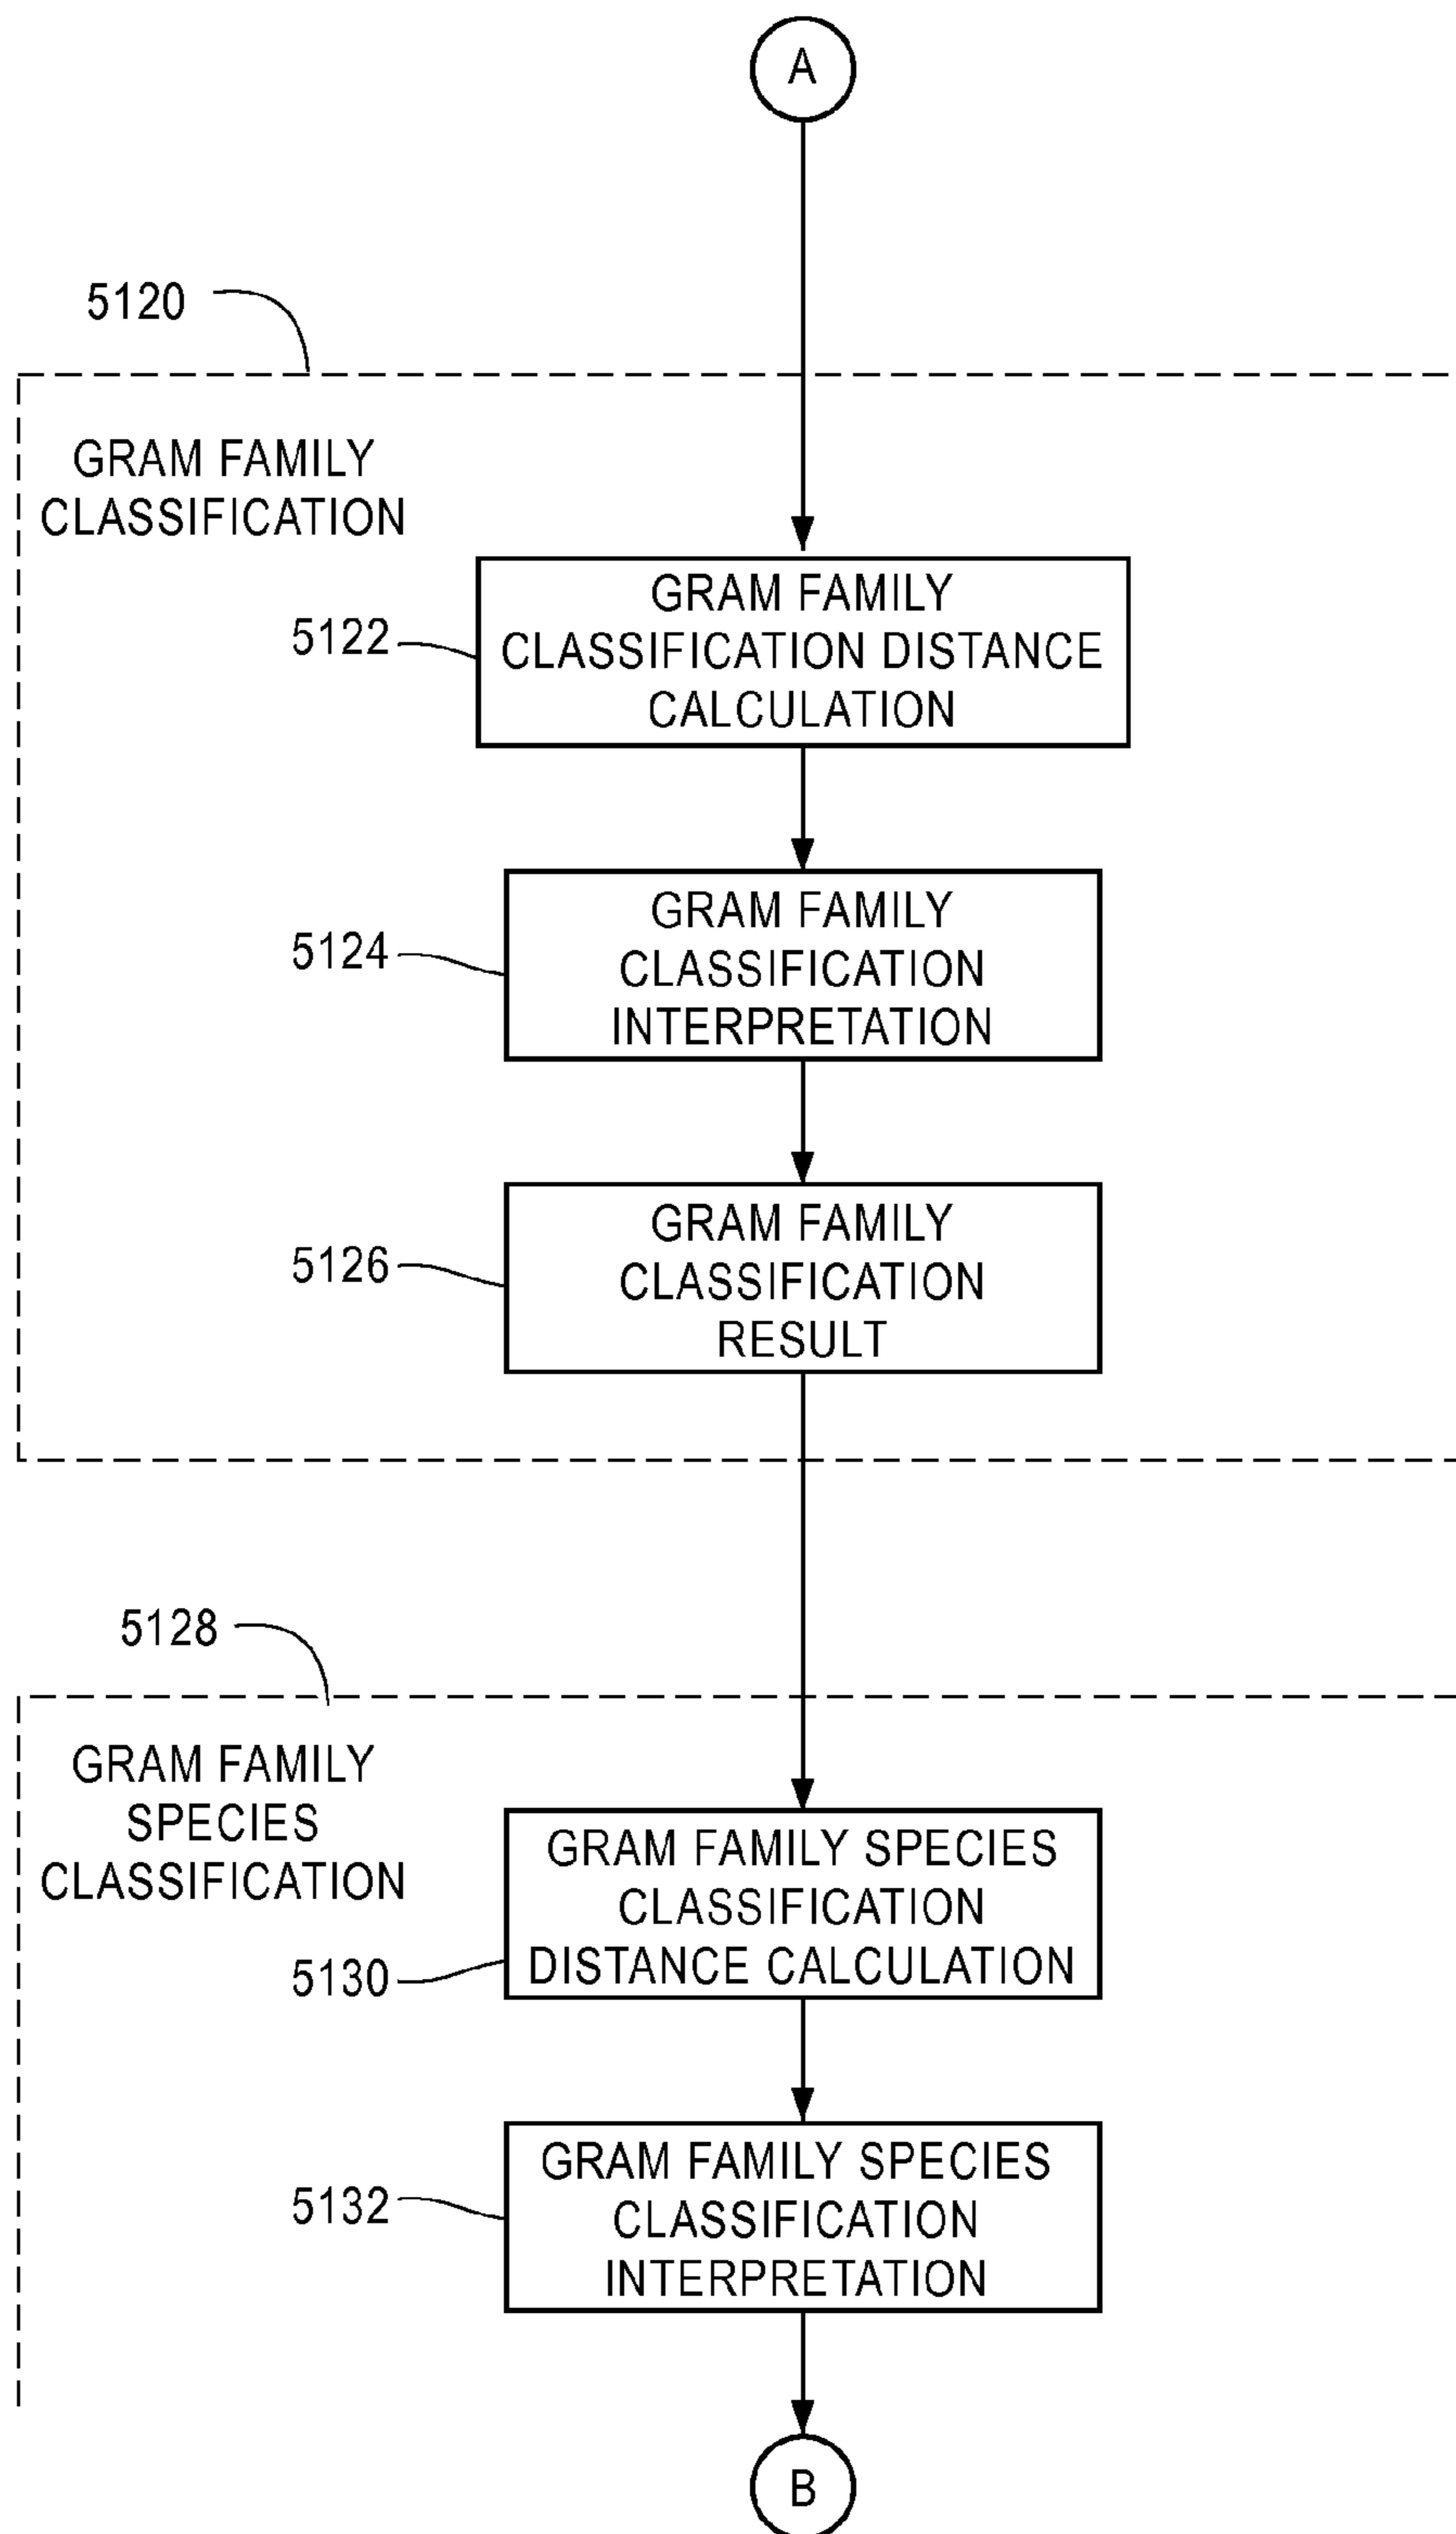 A
5120
GRAM FAMILY
CLASSIFICATION
GRAM FAMILY
CLASSIFICATION DISTANCE
CALCULATION
5122
GRAM FAMILY
CLASSIFICATION
INTERPRETATION
5124
GRAM FAMILY
CLASSIFICATION
RESULT
5126
5128
GRAM FAMILY
SPECIES
CLASSIFICATION
GRAM FAMILY SPECIES
CLASSIFICATION
DISTANCE CALCULATION
5130
GRAM FAMILY SPECIES
CLASSIFICATION
INTERPRETATION
5132
B